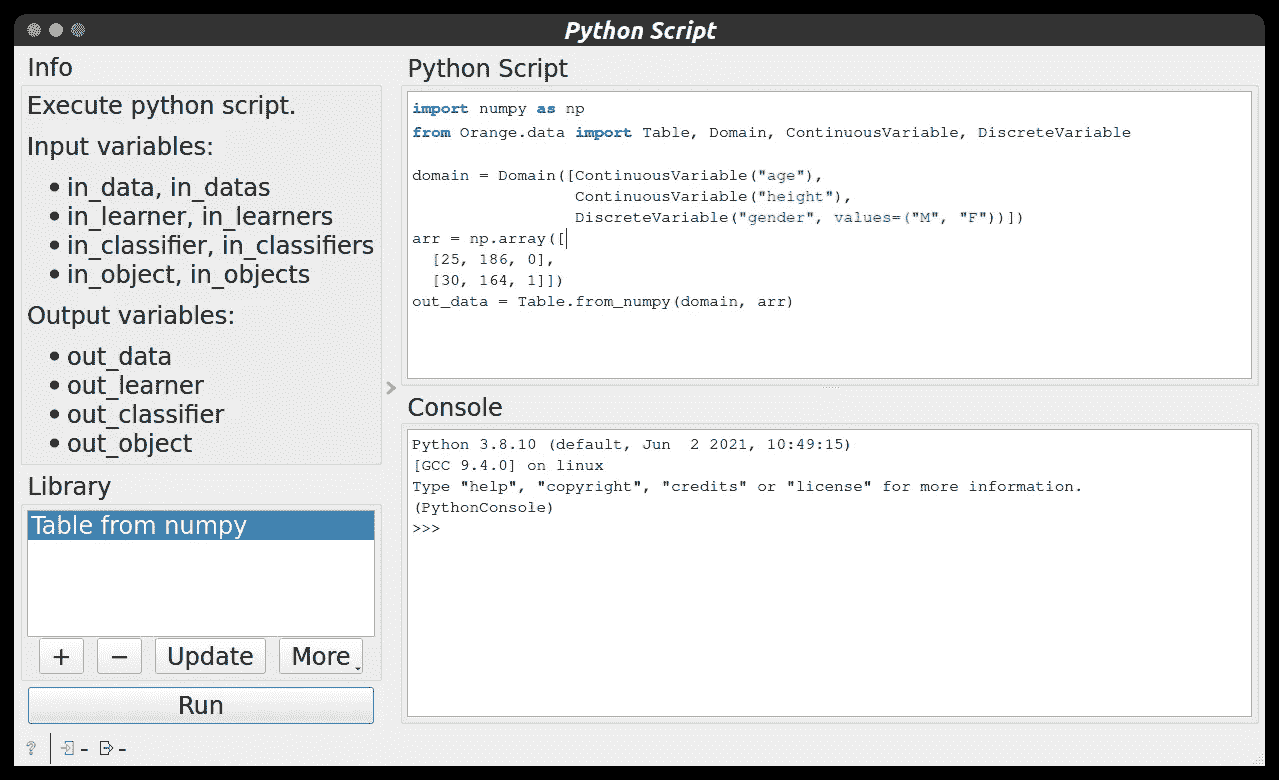 Python Script
Info
Execute python script.
Input variables:
• in_data, in_datas
• in_learner, in_learners
• in_classifier, in_classifiers
• in_object, in_objects
Output variables:
• out_data
• out_learner
• out_classifier
• out_object
Library
Table from numpy
+ − Update More
Run
? - -
Python Script
import numpy as np
from Orange.data import Table, Domain, ContinuousVariable, DiscreteVariable

domain = Domain([ContinuousVariable("age"),
                 ContinuousVariable("height"),
                 DiscreteVariable("gender", values=("M", "F"))])
arr = np.array([
  [25, 186, 0],
  [30, 164, 1]])
out_data = Table.from_numpy(domain, arr)
Console
Python 3.8.10 (default, Jun  2 2021, 10:49:15)
[GCC 9.4.0] on linux
Type "help", "copyright", "credits" or "license" for more information.
(PythonConsole)
>>>